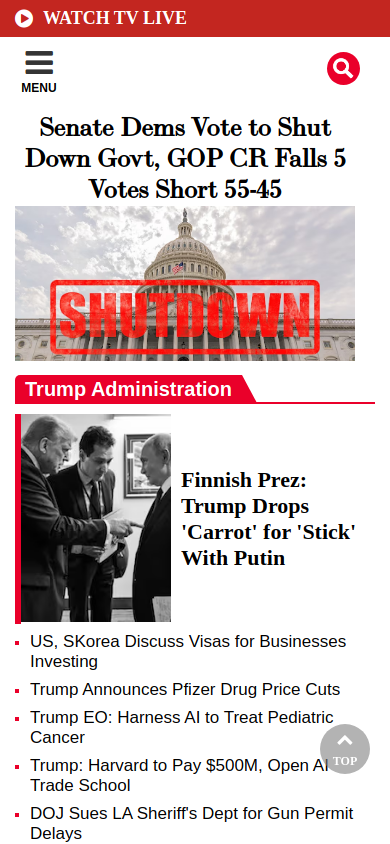 WATCH TV LIVE
MENU
Senate Dems Vote to Shut
Down Govt, GOP CR Falls 5
Votes Short 55-45
SHUTDOWN
Trump Administration
Finnish Prez:
Trump Drops
'Carrot' for 'Stick'
With Putin
US, SKorea Discuss Visas for Businesses
Investing
Trump Announces Pfizer Drug Price Cuts
Trump EO: Harness AI to Treat Pediatric
Cancer
Trump: Harvard to Pay $500M, Open AI
Trade School
TOP
DOJ Sues LA Sheriff's Dept for Gun Permit
Delays